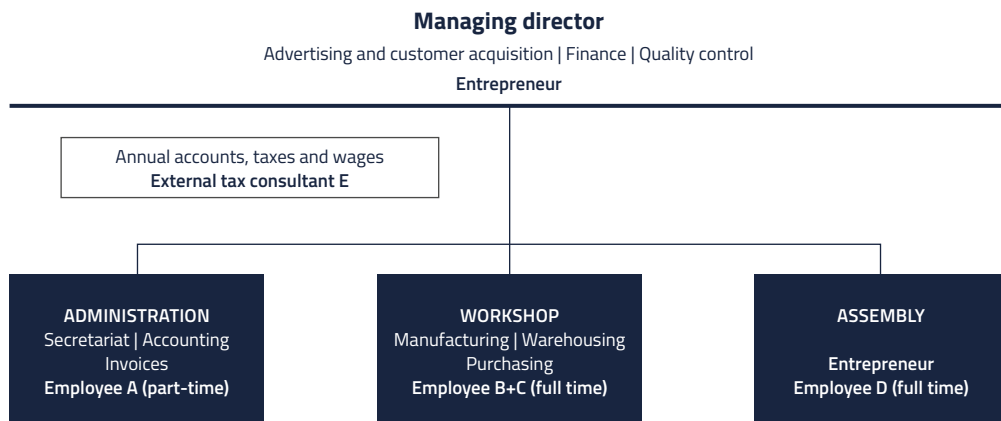 Managing director
Advertising and customer acquisition | Finance | Quality control
Entrepreneur
Annual accounts, taxes and wages
External tax consultant E
ADMINISTRATION
Secretariat | Accounting
Invoices
Employee A (part-time)
WORKSHOP
Manufacturing | Warehousing
Purchasing
Employee B+C (full time)
ASSEMBLY
Entrepreneur
Employee D (full time)